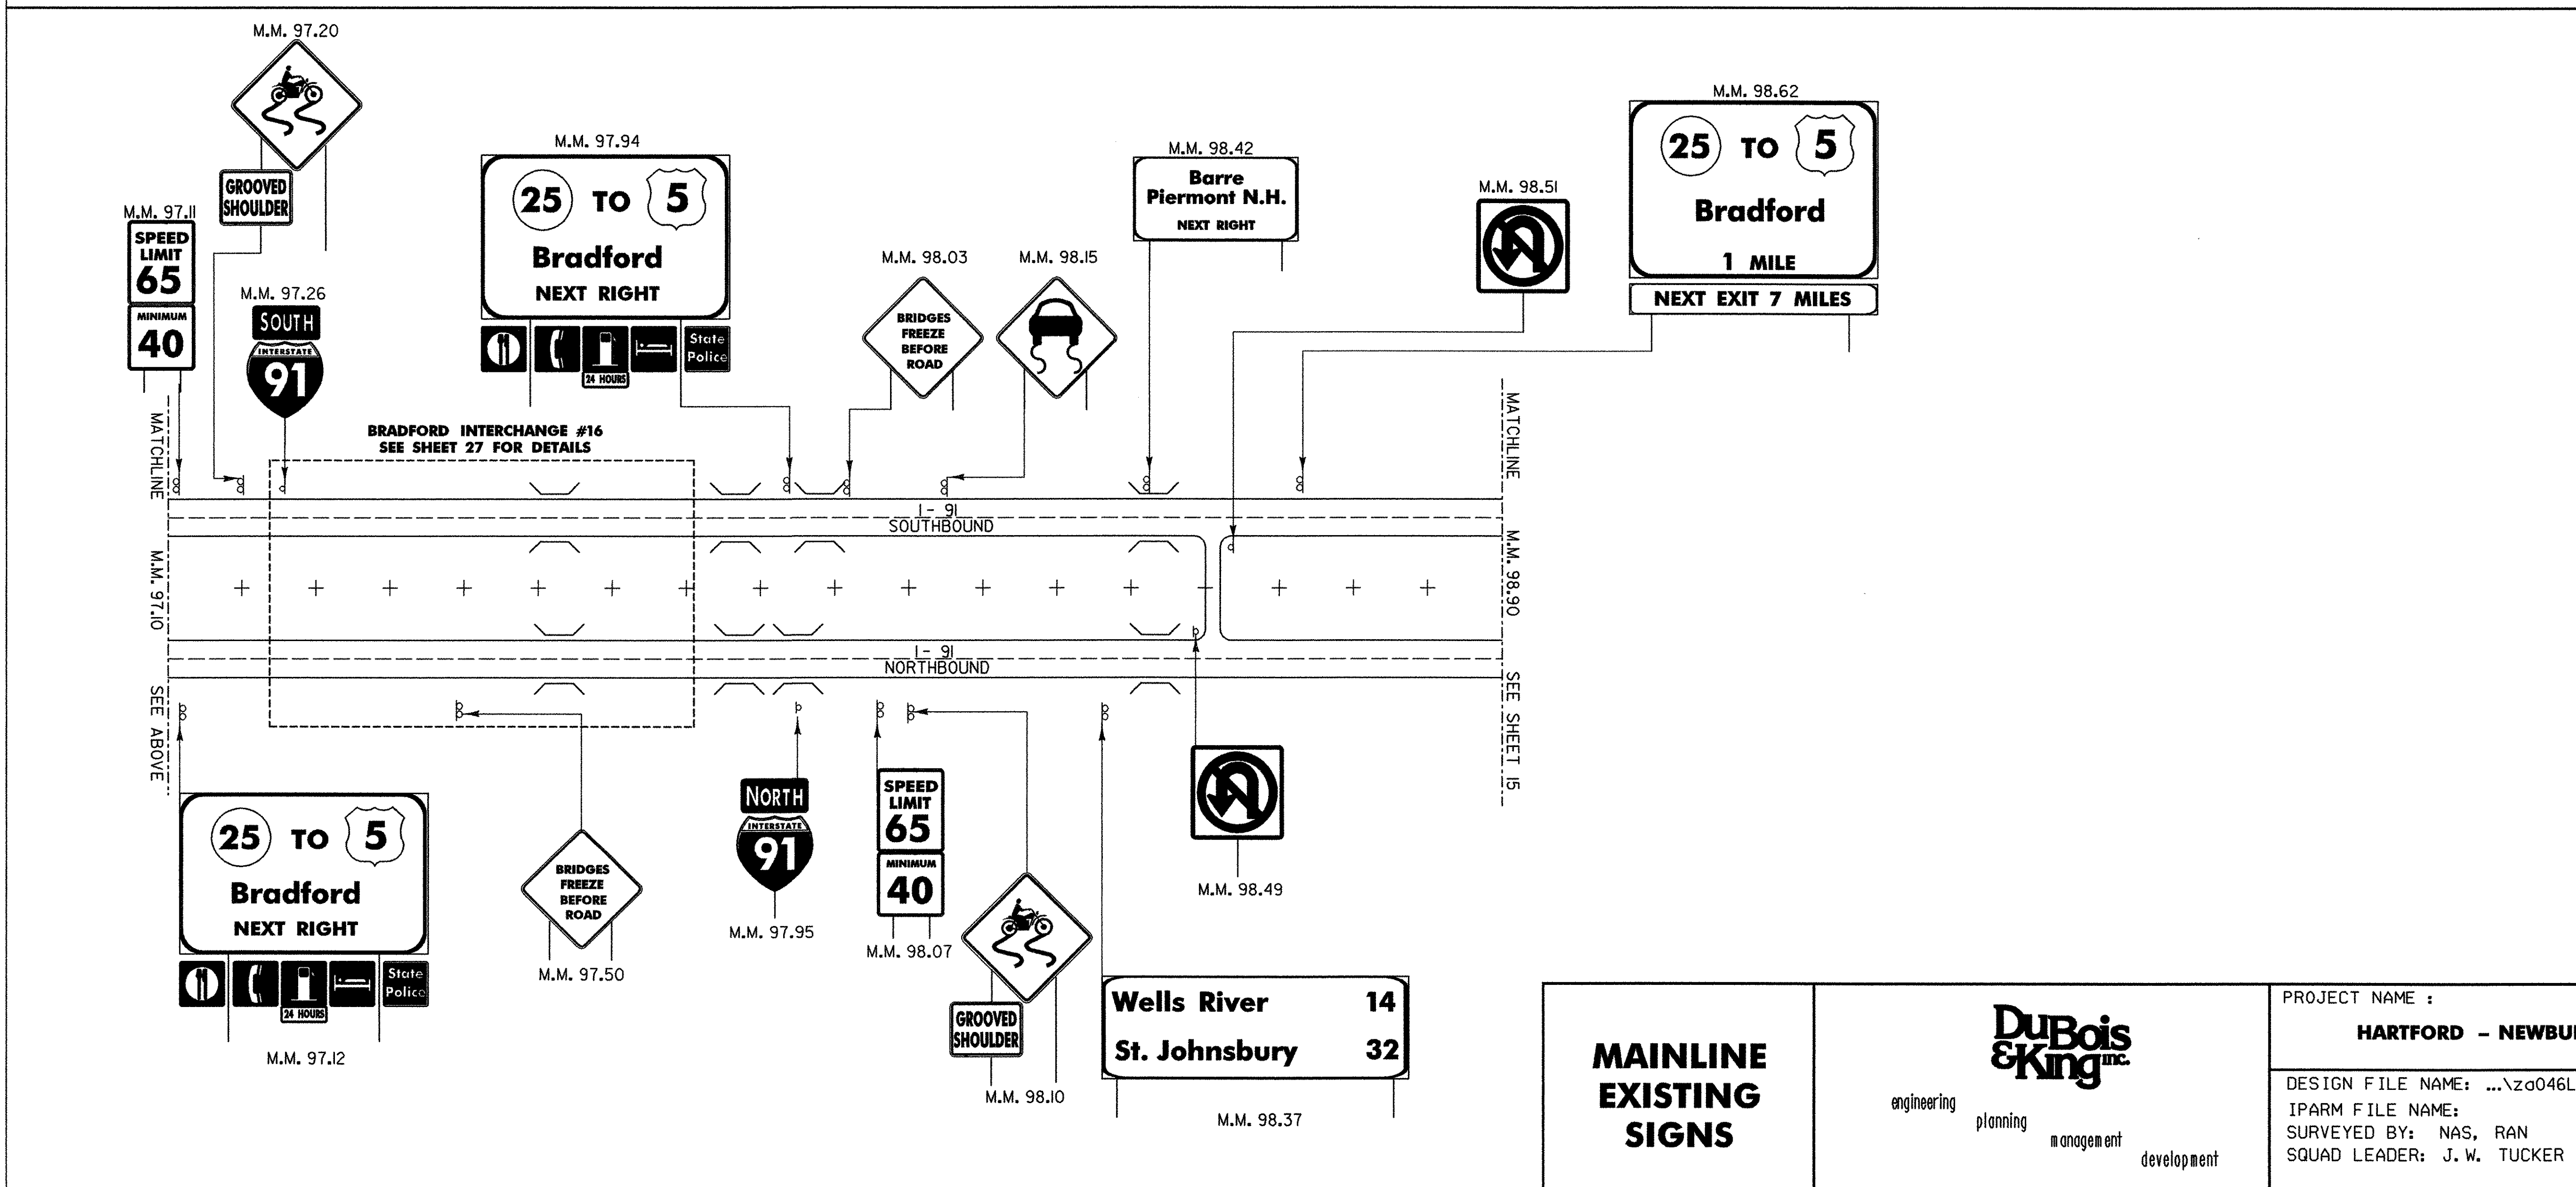 M.M. 97.20
GROOVED
SHOULDER
M.M. 97.11
SPEED
LIMIT
65
MINIMUM
40
M.M. 97.26
SOUTH
INTERSTATE
91
M.M. 97.94
25 TO 5
Bradford
NEXT RIGHT
24 HOURS
State
Police
M.M. 98.03
BRIDGES
FREEZE
BEFORE
ROAD
M.M. 98.15
M.M. 98.42
Barre
Piermont N.H.
NEXT RIGHT
M.M. 98.51
M.M. 98.62
25 TO 5
Bradford
1 MILE
NEXT EXIT 7 MILES
BRADFORD INTERCHANGE #16
SEE SHEET 27 FOR DETAILS
MATCHLINE
M.M. 97.10
SEE ABOVE
I- 91
SOUTHBOUND
I- 91
NORTHBOUND
MATCHLINE
M.M. 98.90
SEE SHEET 15
25 TO 5
Bradford
NEXT RIGHT
24 HOURS
State
Police
M.M. 97.12
BRIDGES
FREEZE
BEFORE
ROAD
M.M. 97.50
NORTH
INTERSTATE
91
M.M. 97.95
SPEED
LIMIT
65
MINIMUM
40
M.M. 98.07
GROOVED
SHOULDER
M.M. 98.10
Wells River 14
St. Johnsbury 32
M.M. 98.37
M.M. 98.49
MAINLINE
EXISTING
SIGNS
DuBois
&King inc.
engineering
planning
management
development
PROJECT NAME :
HARTFORD - NEWBU
DESIGN FILE NAME: ...\za046L
IPARM FILE NAME:
SURVEYED BY: NAS, RAN
SQUAD LEADER: J. W. TUCKER